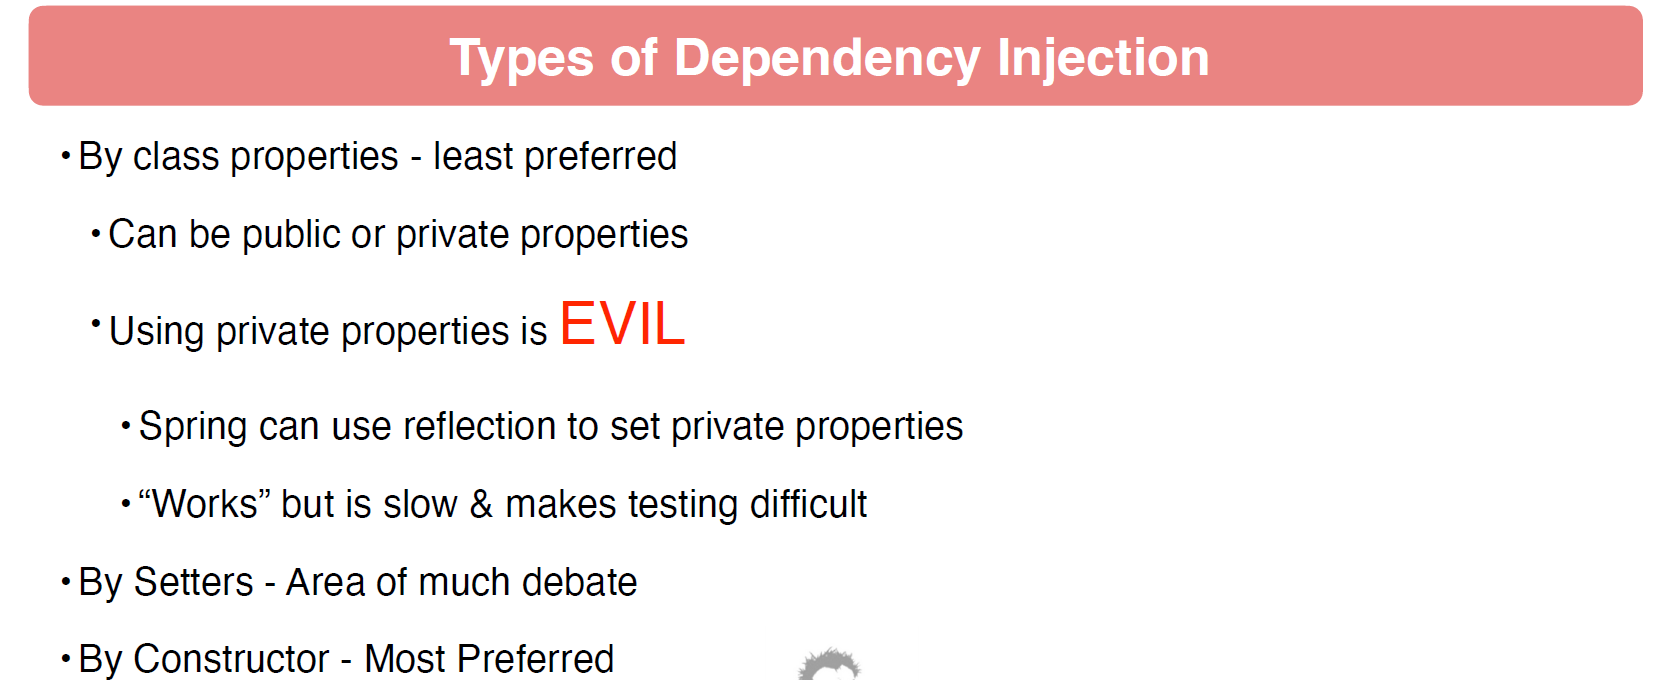 Types of Dependency Injection
• By class properties - least preferred
• Can be public or private properties
• Using private properties is EVIL
• Spring can use reflection to set private properties
• “Works” but is slow & makes testing difficult
• By Setters - Area of much debate
• By Constructor - Most Preferred